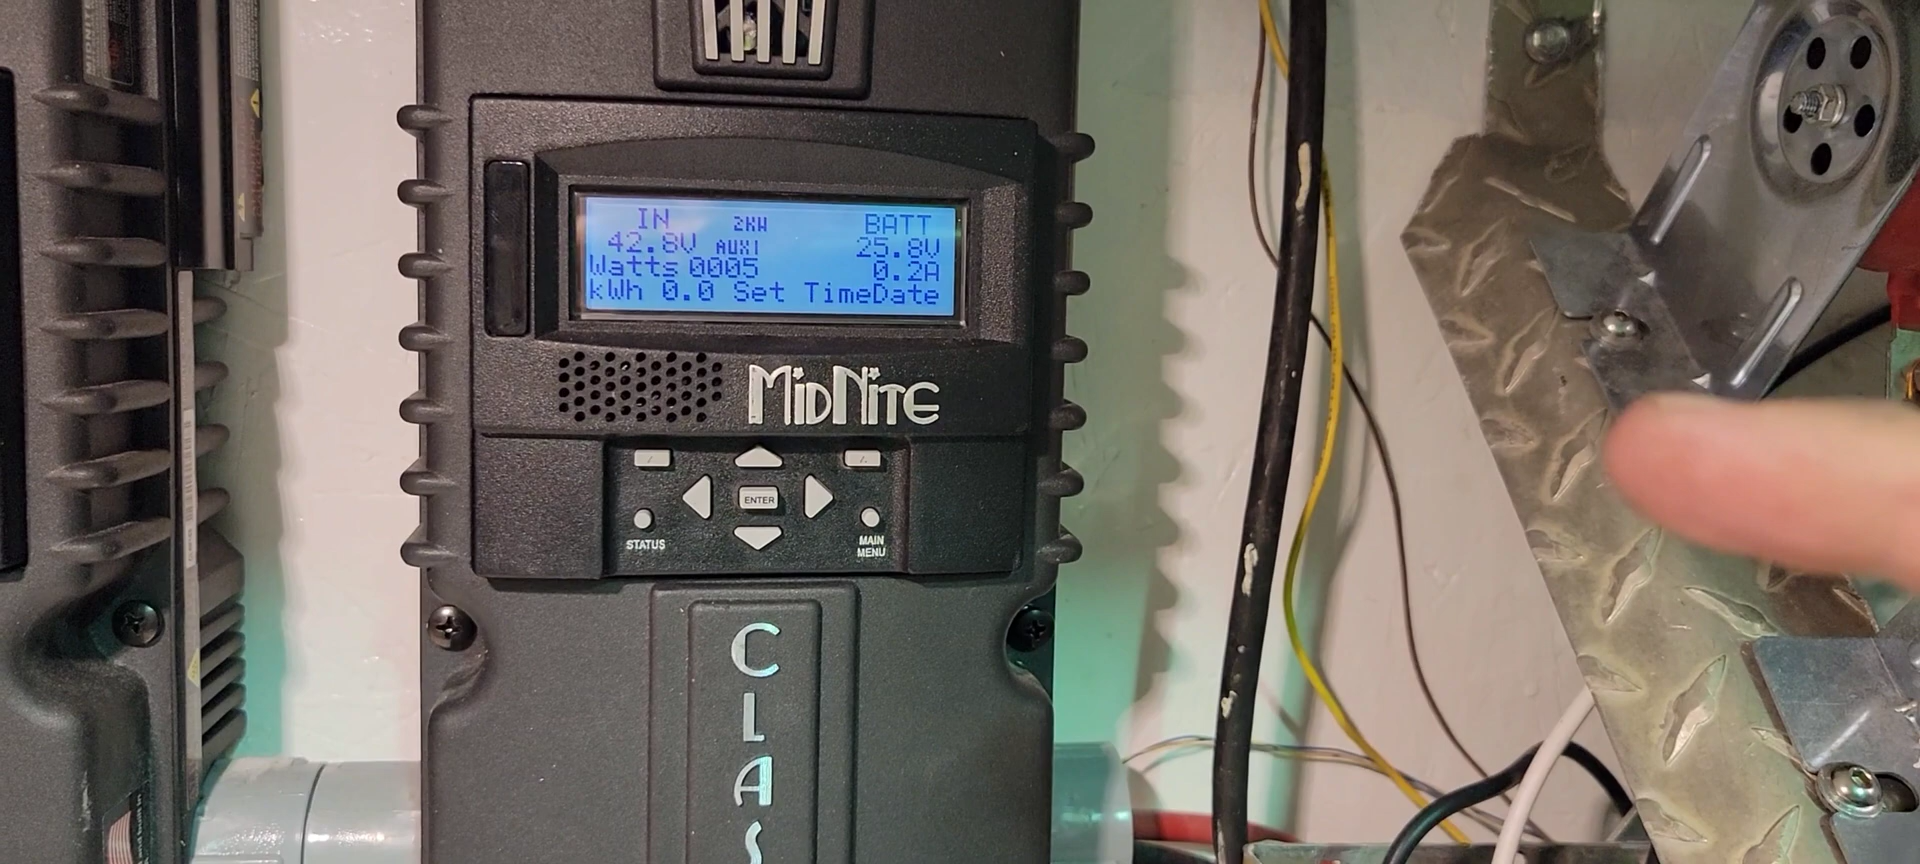 MIDNITE
IN 2KW BATT
42.8V AUX1 25.8V
Watts 0005 0.2A
kWh 0.0 Set TimeDate
MIDNITE
ENTER
STATUS
MAIN
MENU
CLAS